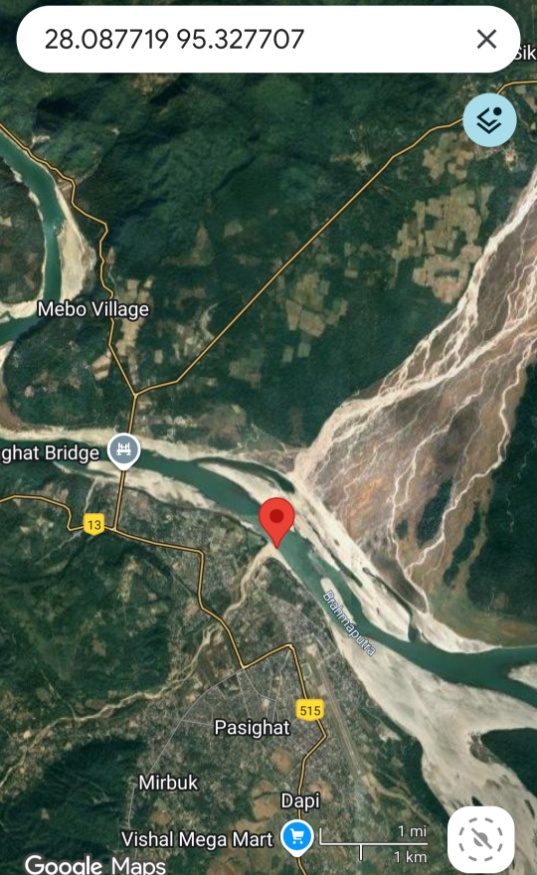 28.087719 95.327707
Sik
Mebo Village
ghat Bridge
13
Brahmaputra
515
Pasighat
Mirbuk
Dapi
Vishal Mega Mart
1 mi
1 km
Google Maps